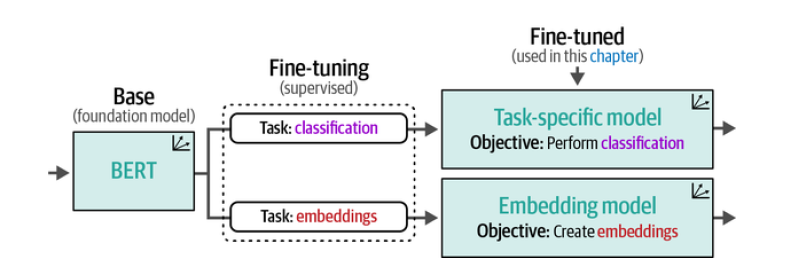 Base
(foundation model)
BERT
Fine-tuning
(supervised)
Task: classification
Task: embeddings
Fine-tuned
(used in this chapter)
Task-specific model
Objective: Perform classification
Embedding model
Objective: Create embeddings